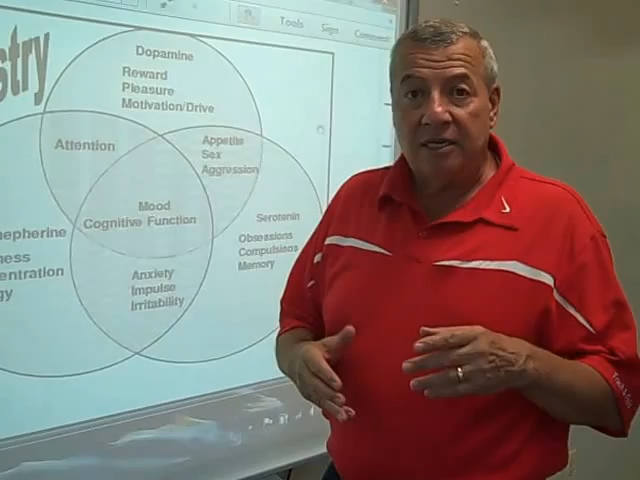 Tools Sign Comment
stry
Dopamine
Reward
Pleasure
Motivation/Drive
Attention
Appetite
Sex
Aggression
Mood
Cognitive Function
nepherine
Serotonin
ness
entration
gy
Obsessions
Compulsions
Memory
Anxiety
Impulse
Irritability